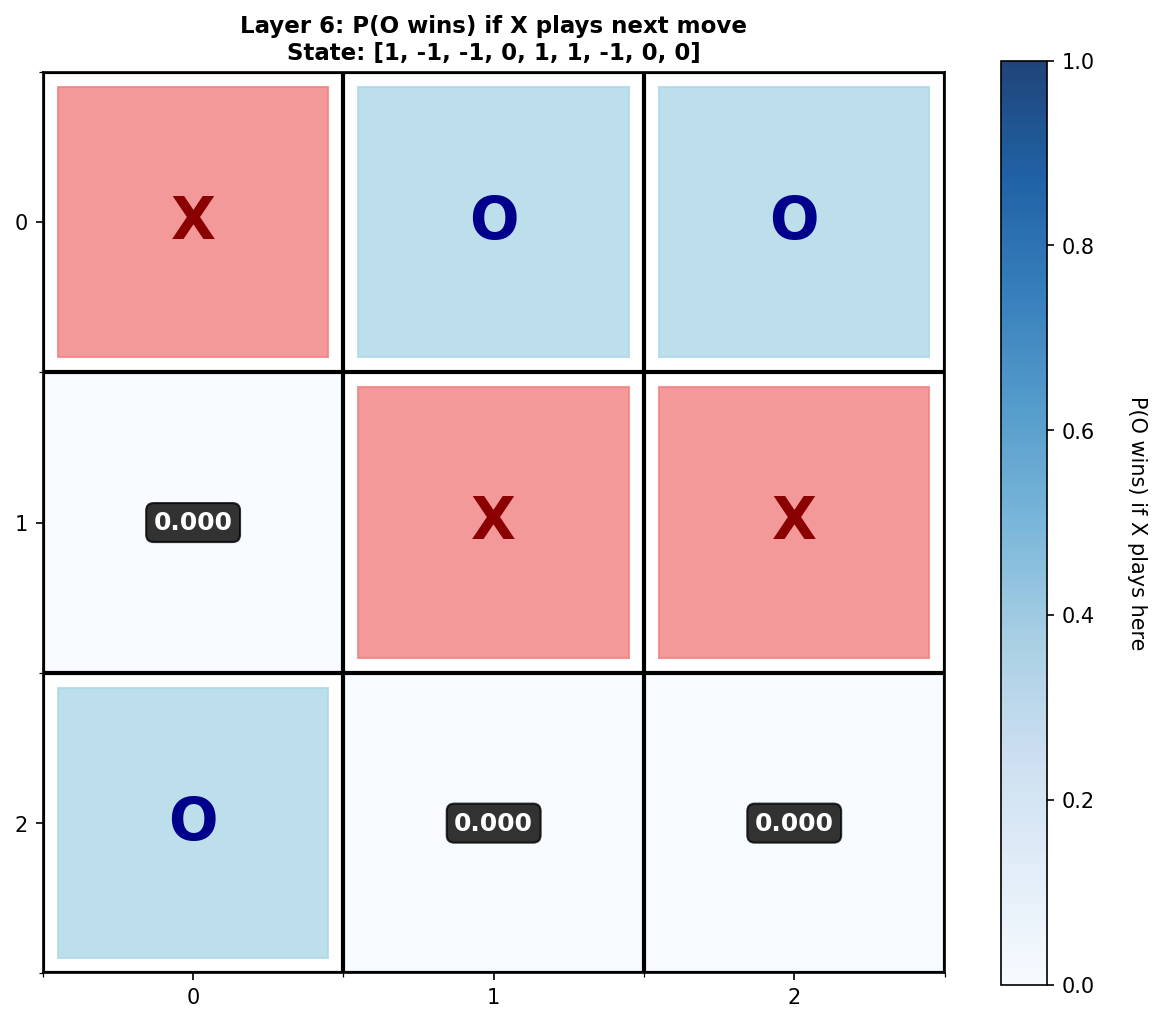 Layer 6: P(O wins) if X plays next move
State: [1, -1, -1, 0, 1, 1, -1, 0, 0]
1.0
0.8
0.6
0.4
0.2
0.0
P(O wins) if X plays here
0
X
O
O
1
0.000
X
X
2
O
0.000
0.000
0
1
2